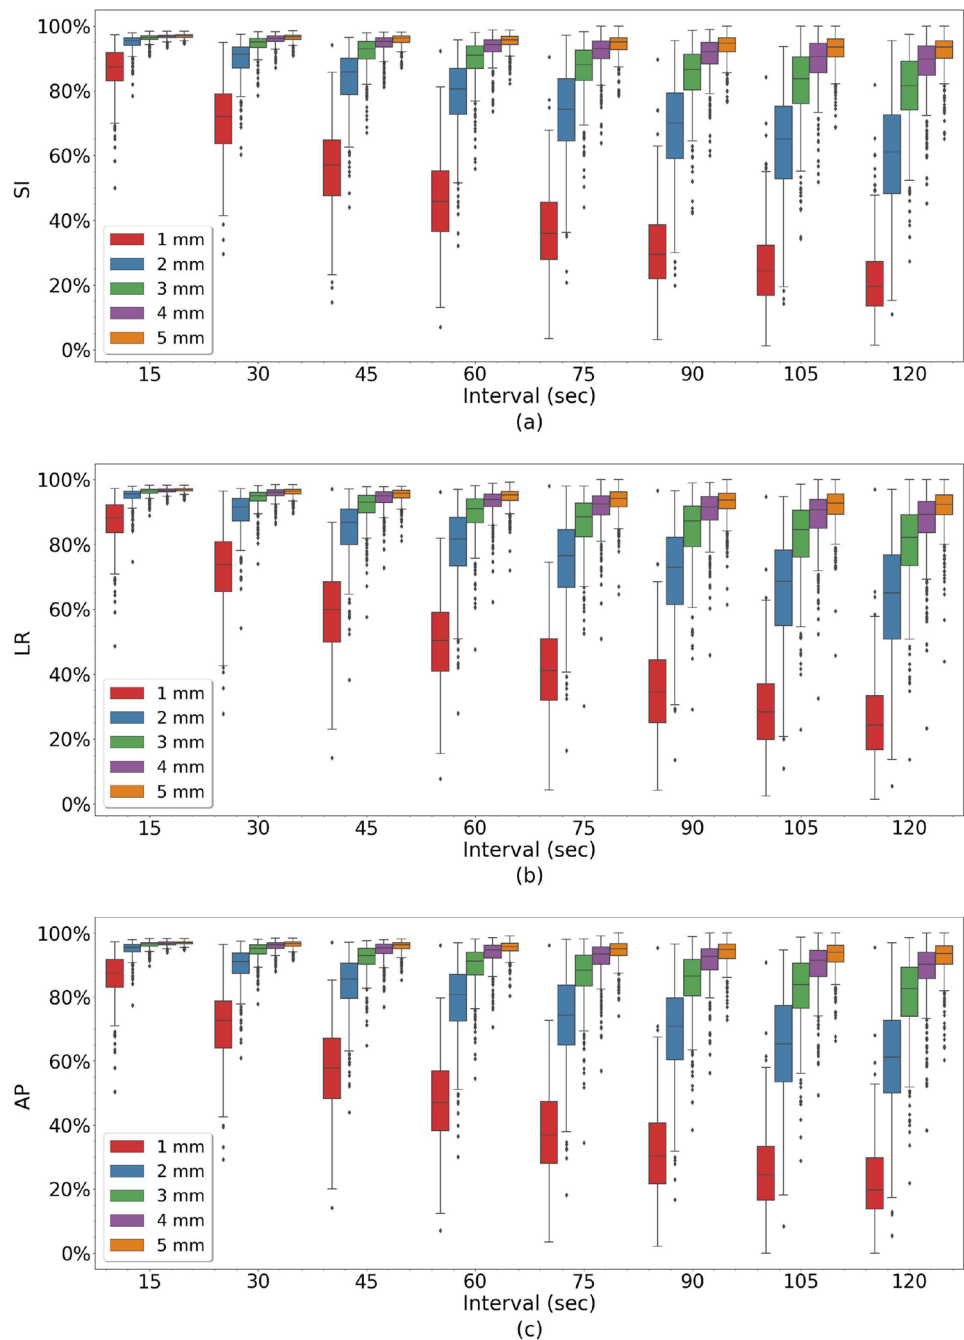 100%
80%
60%
40%
20%
0%
SI
1 mm
2 mm
3 mm
4 mm
5 mm
15 30 45 60 75 90 105 120
Interval (sec)
(a)
100%
80%
60%
40%
20%
0%
LR
1 mm
2 mm
3 mm
4 mm
5 mm
15 30 45 60 75 90 105 120
Interval (sec)
(b)
100%
80%
60%
40%
20%
0%
AP
1 mm
2 mm
3 mm
4 mm
5 mm
15 30 45 60 75 90 105 120
Interval (sec)
(c)